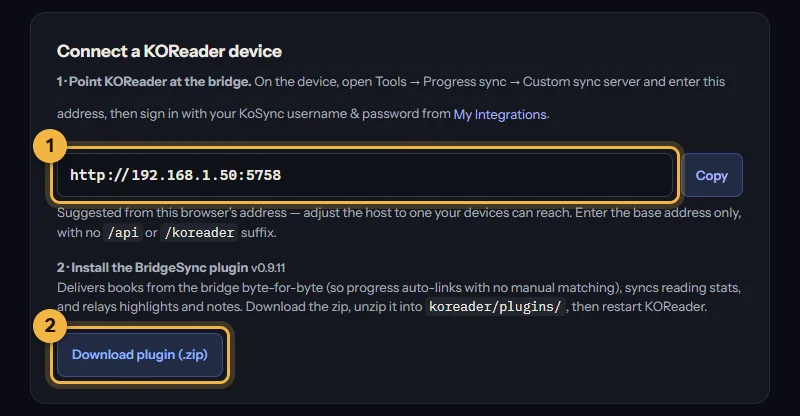 Connect a KOReader device
1 · Point KOReader at the bridge. On the device, open Tools → Progress sync → Custom sync server and enter this
address, then sign in with your KoSync username & password from My Integrations.
1
http://192.168.1.50:5758
Copy
Suggested from this browser's address — adjust the host to one your devices can reach. Enter the base address only,
with no /api or /koreader suffix.
2 · Install the BridgeSync plugin v0.9.11
Delivers books from the bridge byte-for-byte (so progress auto-links with no manual matching), syncs reading stats,
and relays highlights and notes. Download the zip, unzip it into koreader/plugins/, then restart KOReader.
2
Download plugin (.zip)